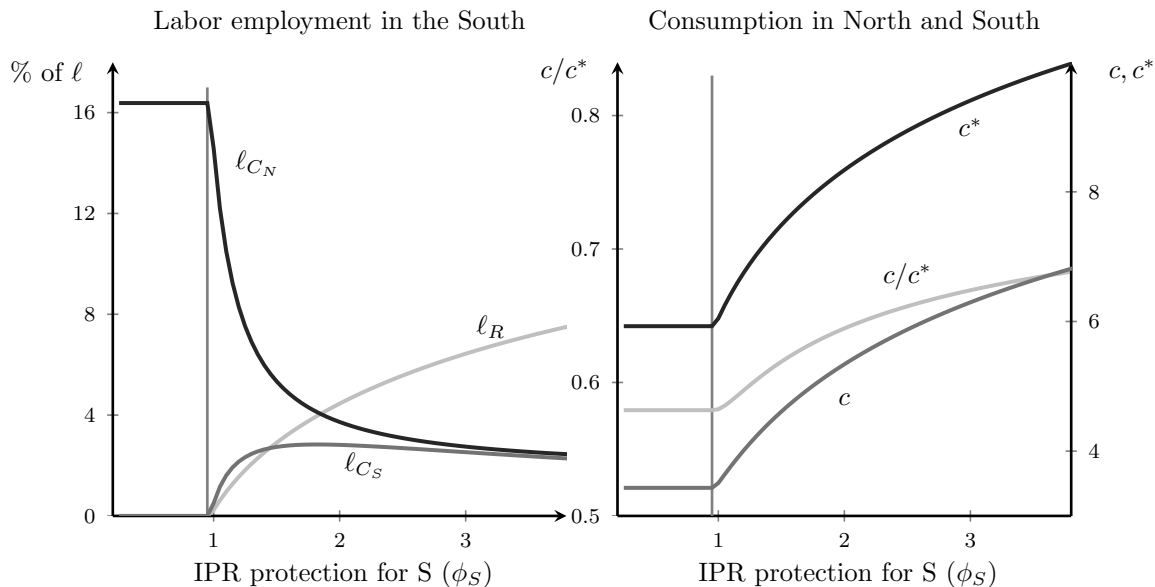 Labor employment in the South
% of ℓ
16
12
8
4
0
1
2
3
ℓ_{C_N}
ℓ_R
ℓ_{C_S}
IPR protection for S (ϕ_S)
Consumption in North and South
c/c*
c, c*
0.8
0.7
0.6
0.5
8
6
4
1
2
3
c*
c/c*
c
IPR protection for S (ϕ_S)